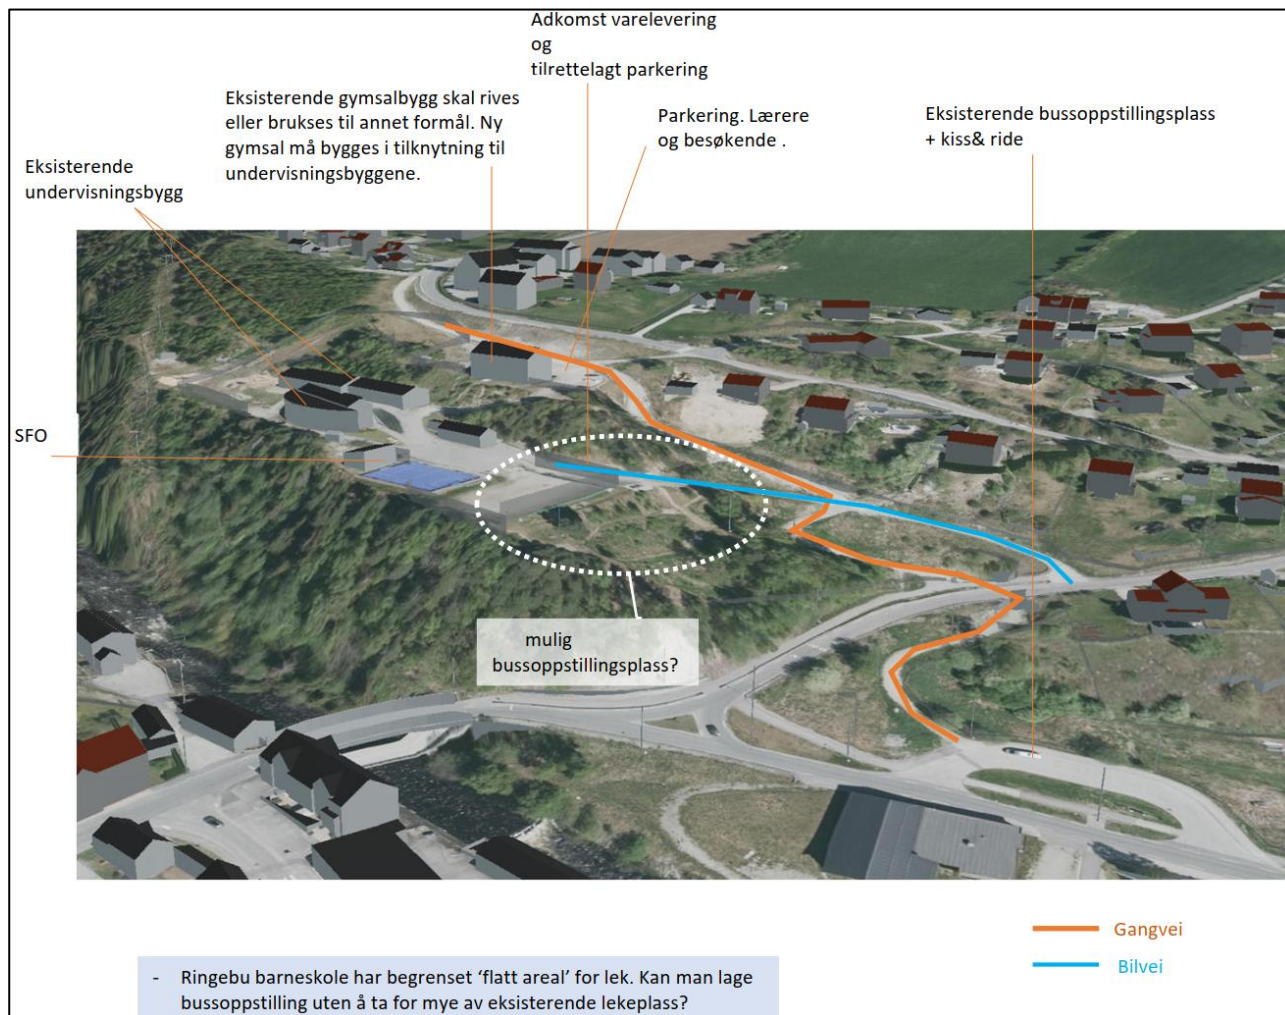 Adkomst varelevering
og
tilrettelagt parkering
Eksisterende gymsalbygg skal rives
eller brukses til annet formål. Ny
gymsal må bygges i tilknytning til
undervisningsbyggene.
Parkering. Lærere
og besøkende .
Eksisterende bussoppstillingsplass
+ kiss& ride
Eksisterende
undervisningsbygg
SFO
mulig
bussoppstillingsplass?
Gangvei
Bilvei
- Ringebu barneskole har begrenset ‘flatt areal’ for lek. Kan man lage
bussoppstilling uten å ta for mye av eksisterende lekeplass?